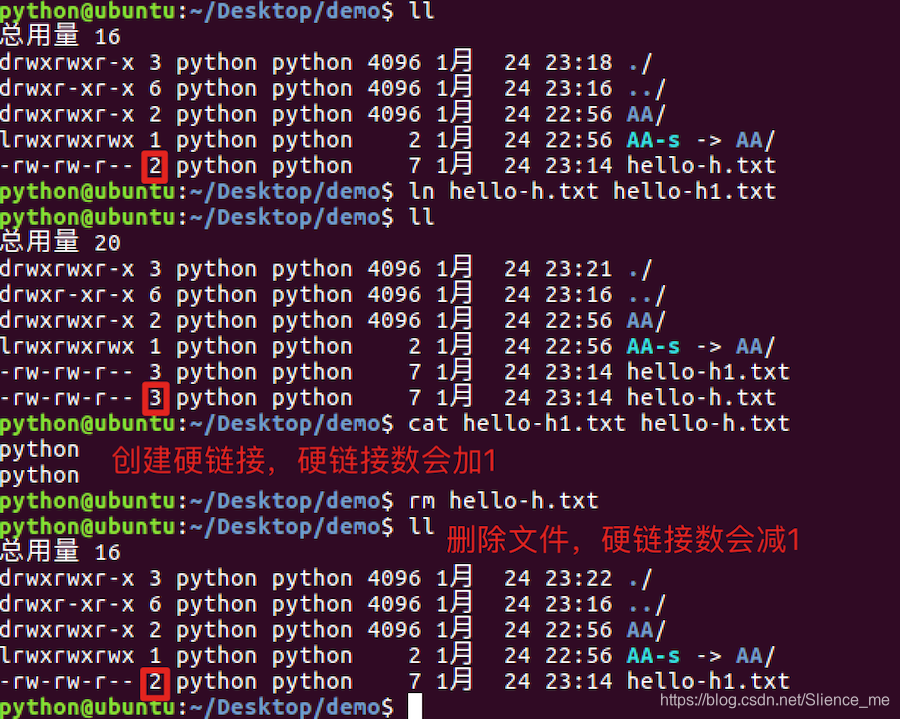 python@ubuntu:~/Desktop/demo$ ll
总用量 16
drwxrwxr-x 3 python python 4096 1月  24 23:18 ./
drwxr-xr-x 6 python python 4096 1月  24 23:16 ../
drwxrwxr-x 2 python python 4096 1月  24 22:56 AA/
lrwxrwxrwx 1 python python    2 1月  24 22:56 AA-s -> AA/
-rw-rw-r-- 2 python python    7 1月  24 23:14 hello-h.txt
python@ubuntu:~/Desktop/demo$ ln hello-h.txt hello-h1.txt
python@ubuntu:~/Desktop/demo$ ll
总用量 20
drwxrwxr-x 3 python python 4096 1月  24 23:21 ./
drwxr-xr-x 6 python python 4096 1月  24 23:16 ../
drwxrwxr-x 2 python python 4096 1月  24 22:56 AA/
lrwxrwxrwx 1 python python    2 1月  24 22:56 AA-s -> AA/
-rw-rw-r-- 3 python python    7 1月  24 23:14 hello-h1.txt
-rw-rw-r-- 3 python python    7 1月  24 23:14 hello-h.txt
python@ubuntu:~/Desktop/demo$ cat hello-h1.txt hello-h.txt
python
创建硬链接，硬链接数会加1
python
python@ubuntu:~/Desktop/demo$ rm hello-h.txt
python@ubuntu:~/Desktop/demo$ ll
删除文件，硬链接数会减1
总用量 16
drwxrwxr-x 3 python python 4096 1月  24 23:22 ./
drwxr-xr-x 6 python python 4096 1月  24 23:16 ../
drwxrwxr-x 2 python python 4096 1月  24 22:56 AA/
lrwxrwxrwx 1 python python    2 1月  24 22:56 AA-s -> AA/
-rw-rw-r-- 2 python python    7 1月  24 23:14 hello-h1.txt
python@ubuntu:~/Desktop/demo$
https://blog.csdn.net/Slience_me